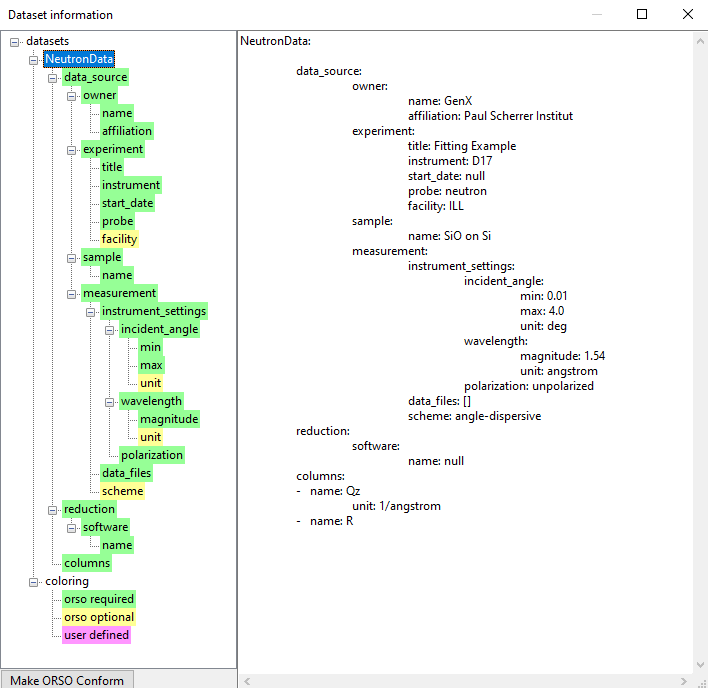 Dataset information
datasets
NeutronData
data_source
owner
name
affiliation
experiment
title
instrument
start_date
probe
facility
sample
name
measurement
instrument_settings
incident_angle
min
max
unit
wavelength
magnitude
unit
polarization
data_files
scheme
reduction
software
name
columns
coloring
orso required
orso optional
user defined
Make ORSO Conform
NeutronData:
data_source:
owner:
name: GenX
affiliation: Paul Scherrer Institut
experiment:
title: Fitting Example
instrument: D17
start_date: null
probe: neutron
facility: ILL
sample:
name: SiO on Si
measurement:
instrument_settings:
incident_angle:
min: 0.01
max: 4.0
unit: deg
wavelength:
magnitude: 1.54
unit: angstrom
polarization: unpolarized
data_files: []
scheme: angle-dispersive
reduction:
software:
name: null
columns:
- name: Qz
unit: 1/angstrom
- name: R